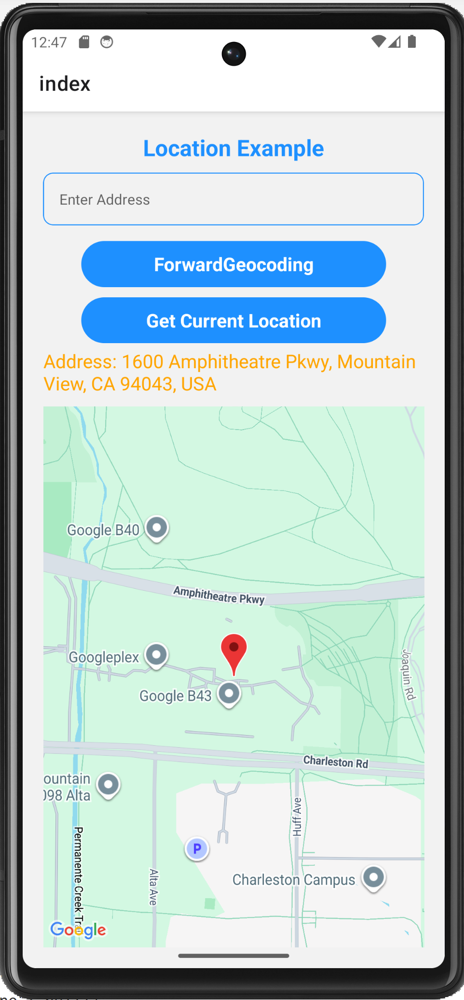 12:47
index
Location Example
Enter Address
ForwardGeocoding
Get Current Location
Address: 1600 Amphitheatre Pkwy, Mountain
View, CA 94043, USA
Google B40
Amphitheatre Pkwy
Googleplex
Joaquin Rd
Google B43
Charleston Rd
ountain
098 Alta
Huff Ave
Permanente Creek Tra
P
Alta Ave
Charleston Campus
Google